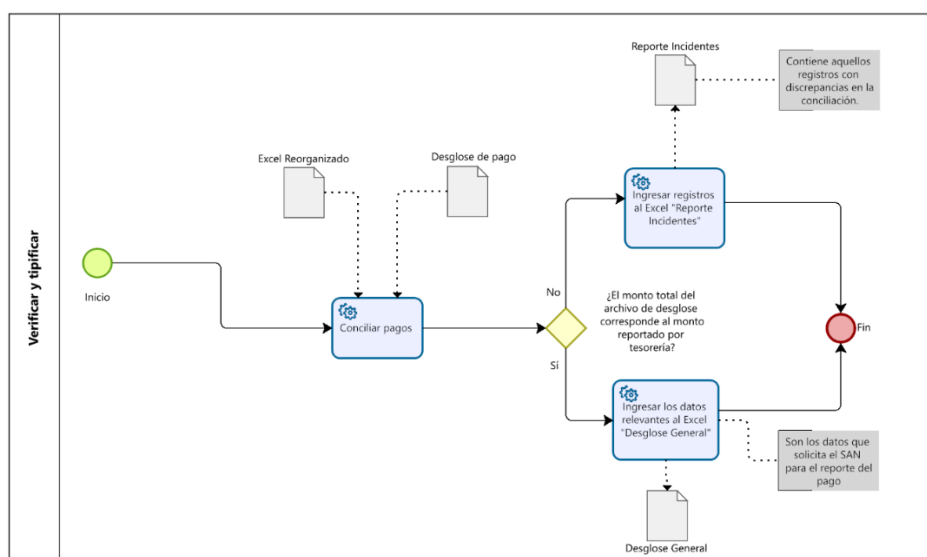 Verificar y tipificar
Inicio
Excel Reorganizado
Desglose de pago
Conciliar pagos
Reporte Incidentes
Contiene aquellos
registros con
discrepancias en la
conciliación.
Ingresar registros
al Excel "Reporte
Incidentes"
No
¿El monto total del
archivo de desglose
corresponde al monto
reportado por
tesorería?
Sí
Fin
Ingresar los datos
relevantes al Excel
"Desglose General"
Son los datos que
solicita el SAN
para el reporte del
pago
Desglose General